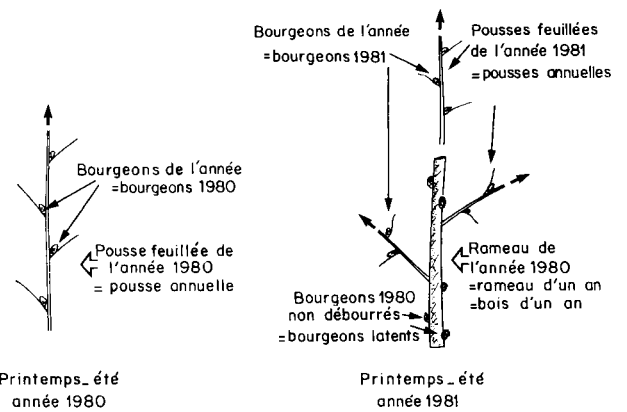 Bourgeons de l'année
=bourgeons 1980
Pousse feuillée de
l'année 1980
= pousse annuelle
Printemps_été
année 1980
Bourgeons de l'année
=bourgeons 1981
Pousses feuillées
de l'année 1981
=pousses annuelles
Rameau de
l'année 1980
=rameau d'un an
=bois d'un an
Bourgeons 1980
non débourrés
=bourgeons latents
Printemps_été
année 1981